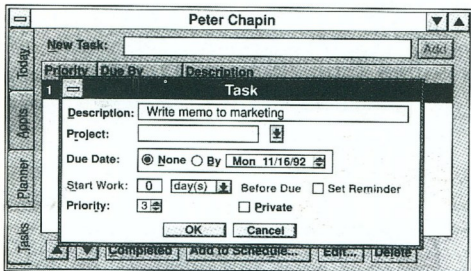 Peter Chapin
New Task: Add
Priority Due By Description
1
Today
Appts
Planner
Tasks
Task
Description: Write memo to marketing
Project:
Due Date: None By Mon 11/16/92
Start Work: 0 day(s) Before Due Set Reminder
Priority: 3 Private
OK Cancel
Completed Add to Schedule... Edit... Delete